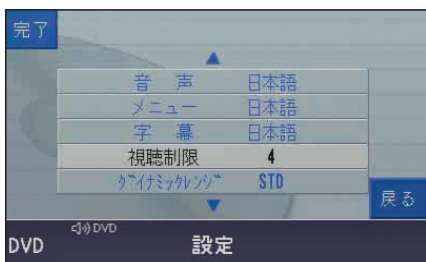 完了
音 声 日本語
メニュー 日本語
字 幕 日本語
視聴制限 4
ﾀﾞｲﾅﾐｯｸﾚﾝｼﾞ STD
戻る
DVD
DVD 設定